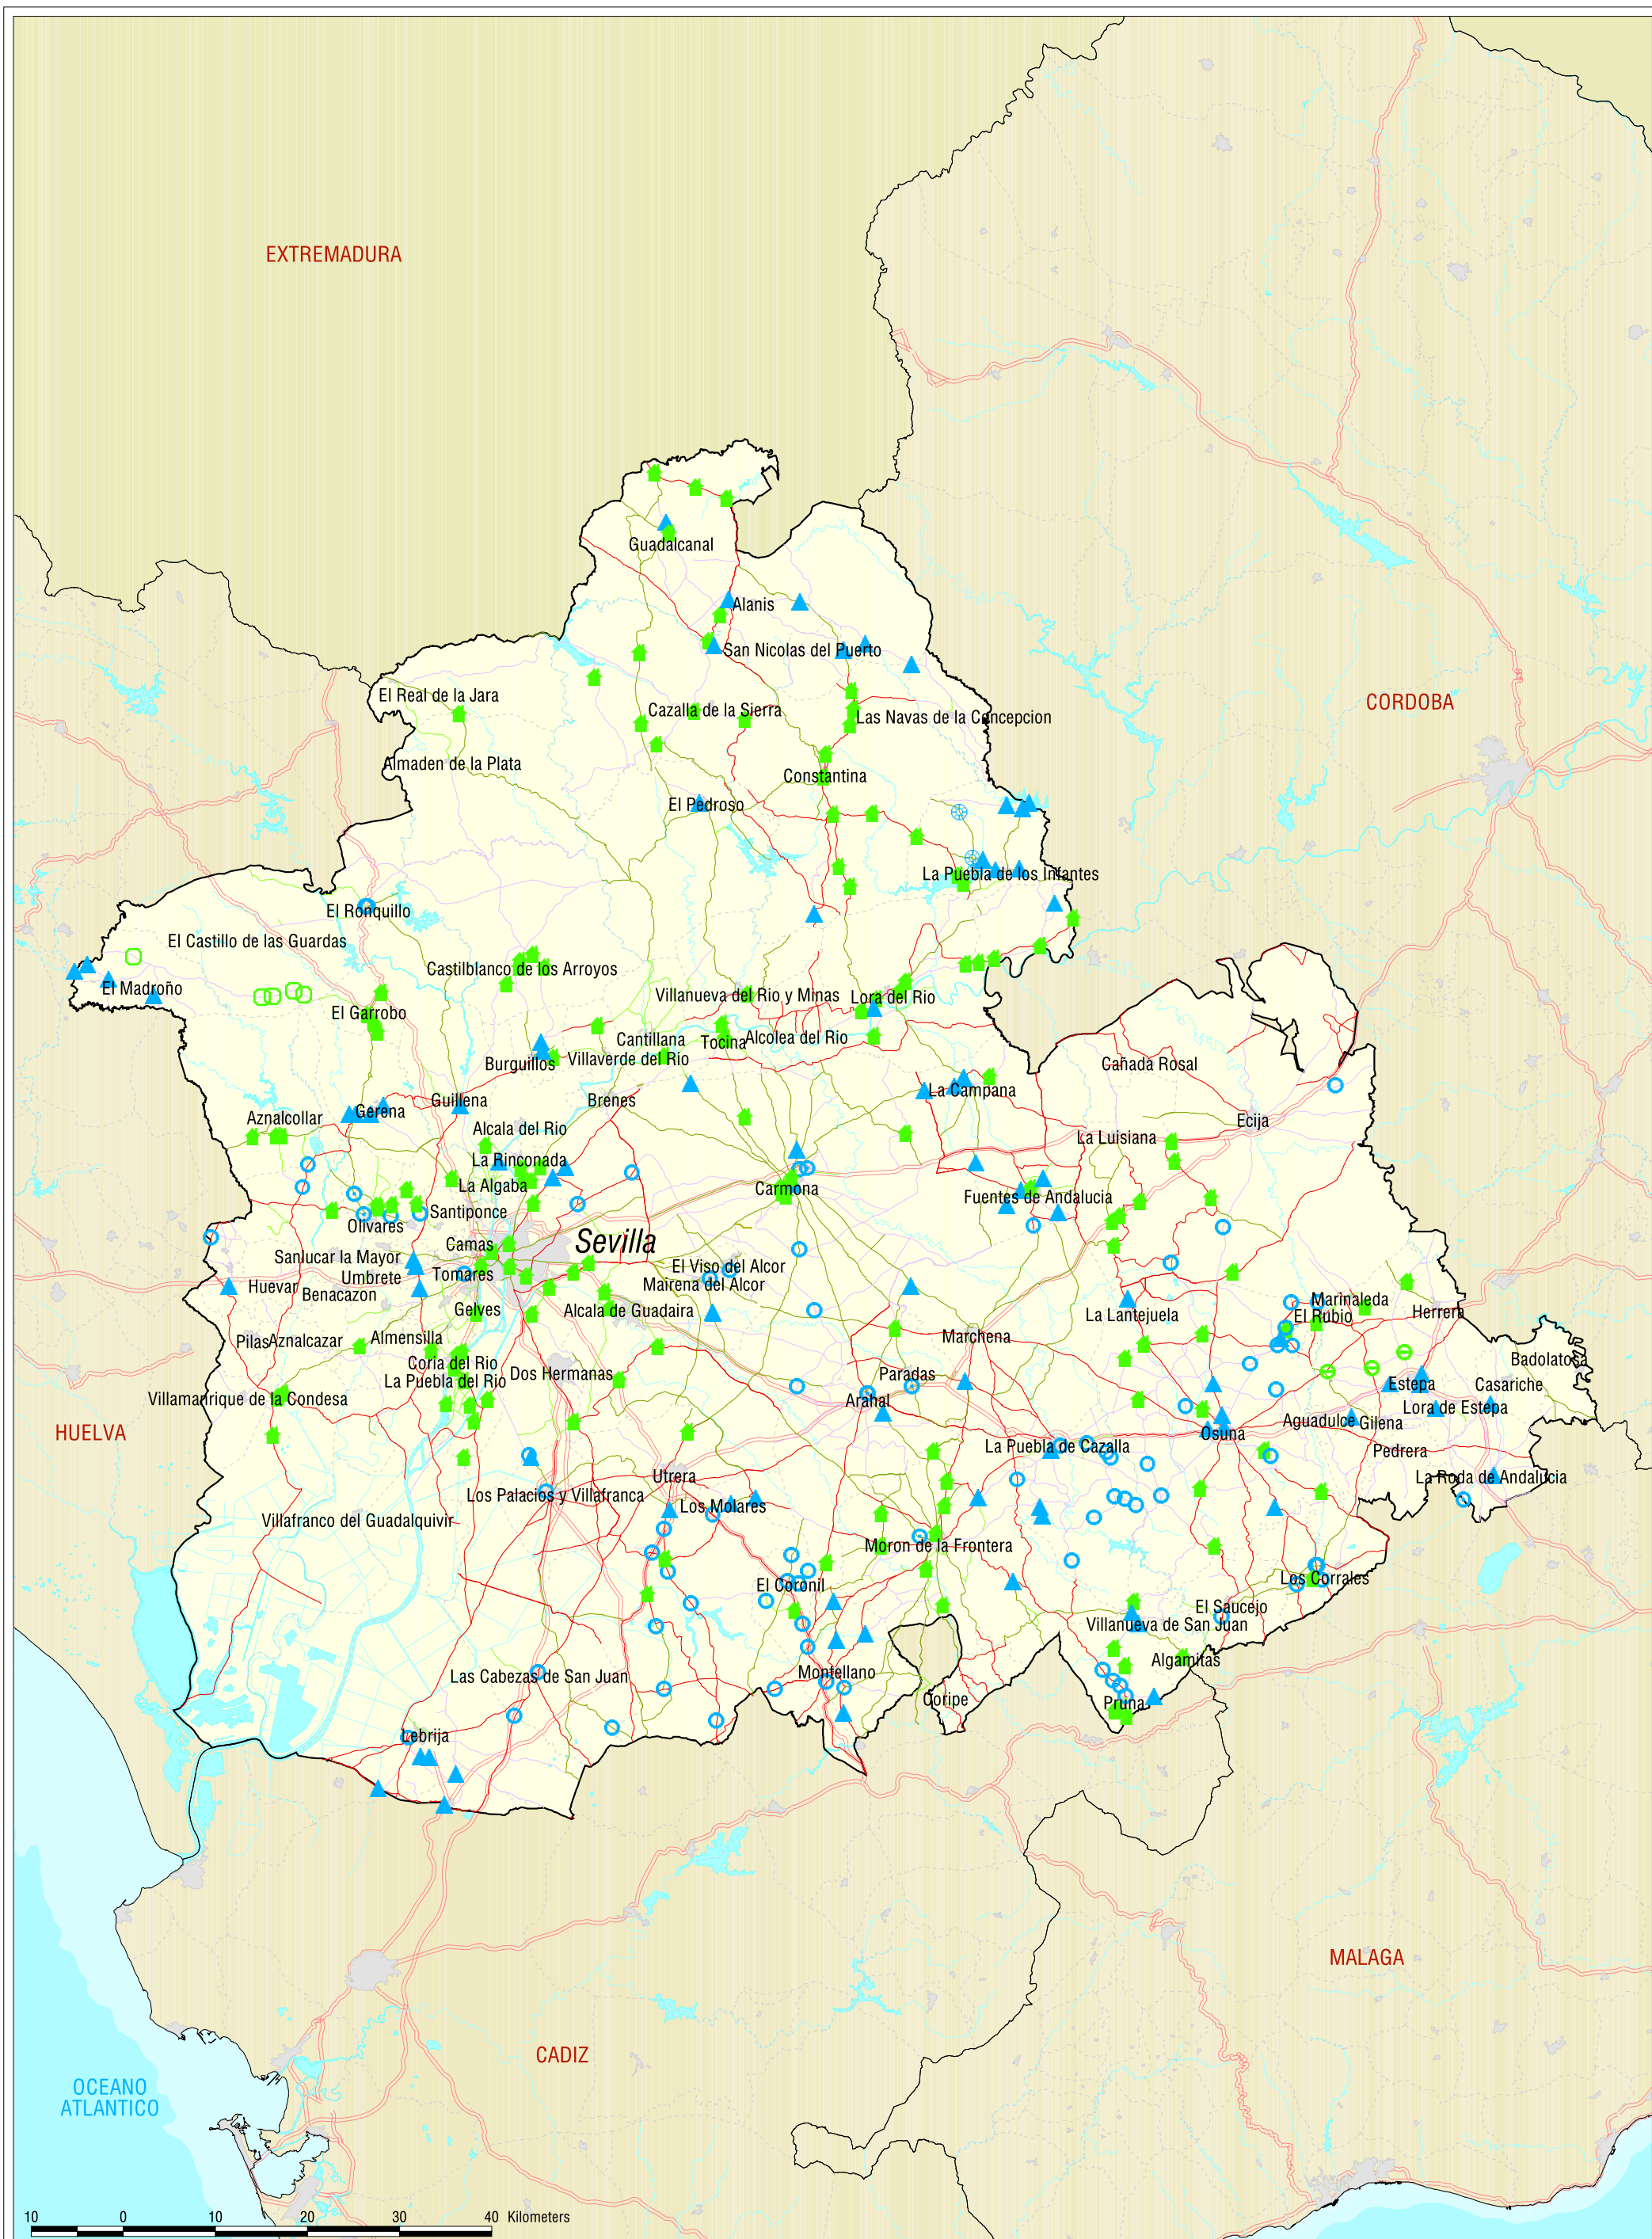 EXTREMADURA
Guadalcanal
Alanis
San Nicolas del Puerto
El Real de la Jara
CORDOBA
Cazalla de la Sierra
Las Navas de la Concepcion
Almaden de la Plata
Constantina
El Pedroso
La Puebla de los Infantes
El Ronquillo
El Castillo de las Guardas
Castilblanco de los Arroyos
El Madroño
Villanueva del Rio y Minas
Lora del Rio
El Garrobo
Cantillana
Tocina
Alcolea del Rio
Burguillos
Villaverde del Rio
Cañada Rosal
La Campana
Guillena
Brenes
Gerena
Aznalcollar
Ecija
Alcala del Rio
La Luisiana
La Rinconada
La Algaba
Carmona
Fuentes de Andalucia
Santiponce
Olivares
Camas
Sevilla
Sanlucar la Mayor
El Viso del Alcor
Umbrete
Tomares
Mairena del Alcor
Huevar
Benacazon
Marinaleda
Gelves
Alcala de Guadaira
La Lantejuela
El Rubio
Herrera
Pilas
Aznalcazar
Almensilla
Marchena
Coria del Rio
Badolatosa
Dos Hermanas
Paradas
La Puebla del Rio
Estepa
Casariche
Villamanrique de la Condesa
Arahal
Lora de Estepa
HUELVA
Aguadulce
Gilena
Osuna
La Puebla de Cazalla
Pedrera
Utrera
La Roda de Andalucia
Los Palacios y Villafranca
Los Molares
Villafranco del Guadalquivir
Moron de la Frontera
Los Corrales
El Coronil
El Saucejo
Villanueva de San Juan
Algamitas
Las Cabezas de San Juan
Montellano
Coripe
Pruna
Lebrija
MALAGA
CADIZ
OCEANO
ATLANTICO
10 0 10 20 30 40 Kilometers